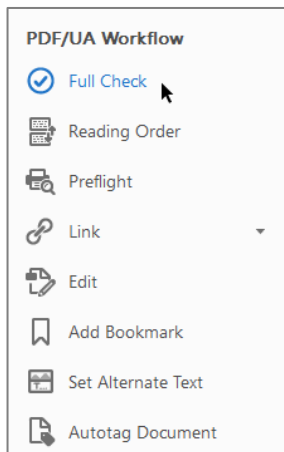 PDF/UA Workflow
Full Check
Reading Order
Preflight
Link
Edit
Add Bookmark
Set Alternate Text
Autotag Document